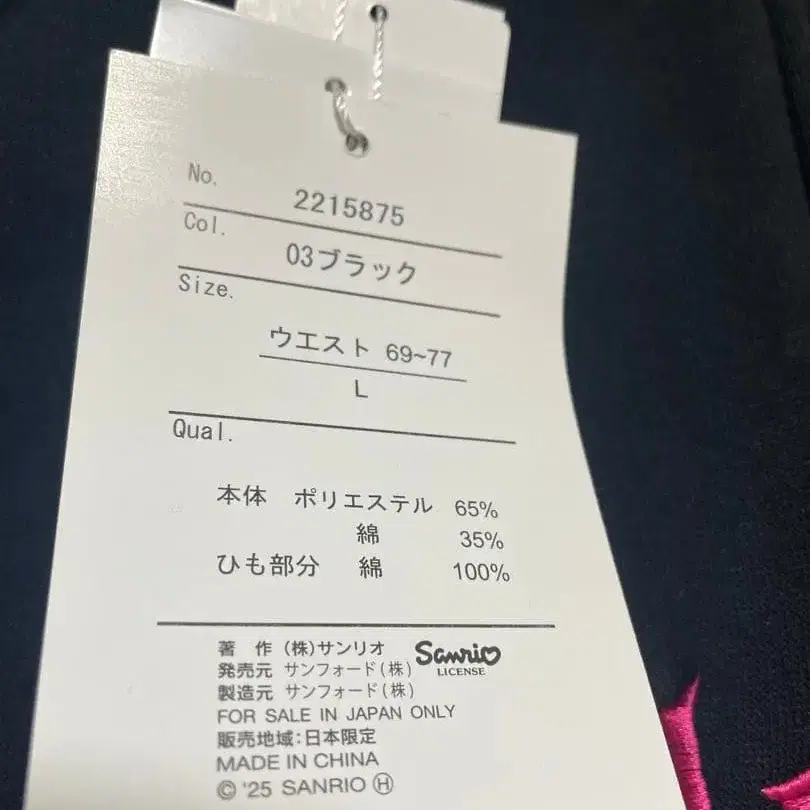 No. 2215875
Col. 03ブラック
Size. ウエスト 69~77
L
Qual.
本体 ポリエステル 65%
綿 35%
ひも部分 綿 100%
著 作 (株)サンリオ
発売元 サンフォード(株)
製造元 サンフォード(株)
Sanrio
LICENSE
FOR SALE IN JAPAN ONLY
販売地域:日本限定
MADE IN CHINA
© '25 SANRIO Ⓗ